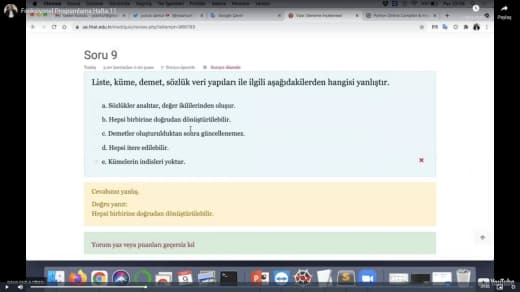 Fonksiyonel Programlama Hafta 11
Paylaş
Google Çeviri
Soru 9
Liste, küme, demet, sözlük veri yapıları ile ilgili aşağıdakilerden hangisi yanlıştır.
a. Sözlükler anahtar, değer ikililerinden oluşur.
b. Hepsi birbirine doğrudan dönüştürülebilir.
c. Demetler oluşturulduktan sonra güncellenemez.
d. Hepsi itere edilebilir.
e. Kümelerin indisleri yoktur.
Cevabınız yanlış.
Doğru yanıt:
Hepsi birbirine doğrudan dönüştürülebilir.
Yorum yaz veya puanları geçersiz kıl